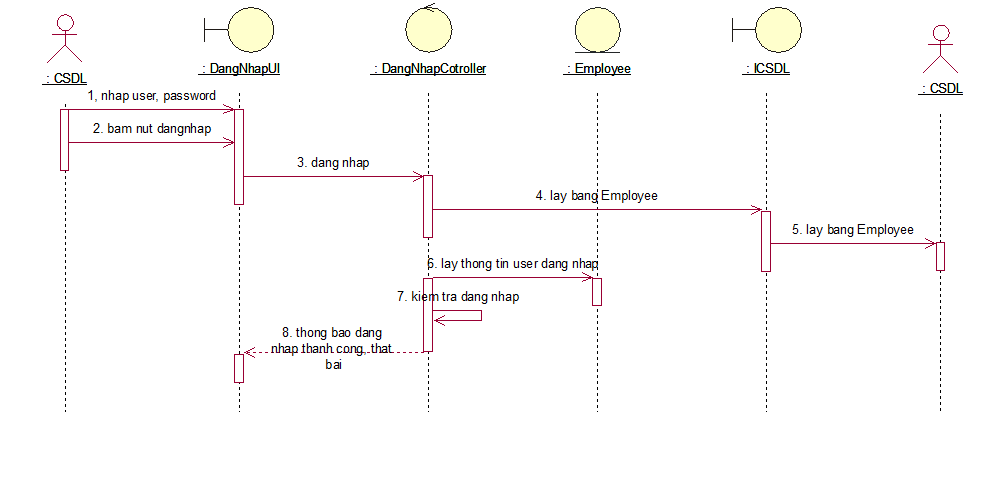 : CSDL
: DangNhapUI
: DangNhapCotroller
: Employee
: ICSDL
: CSDL
1, nhap user, password
2. bam nut dangnhap
3. dang nhap
4. lay bang Employee
5. lay bang Employee
6. lay thong tin user dang nhap
7. kiem tra dang nhap
8. thong bao dang
nhap thanh cong, that
bai